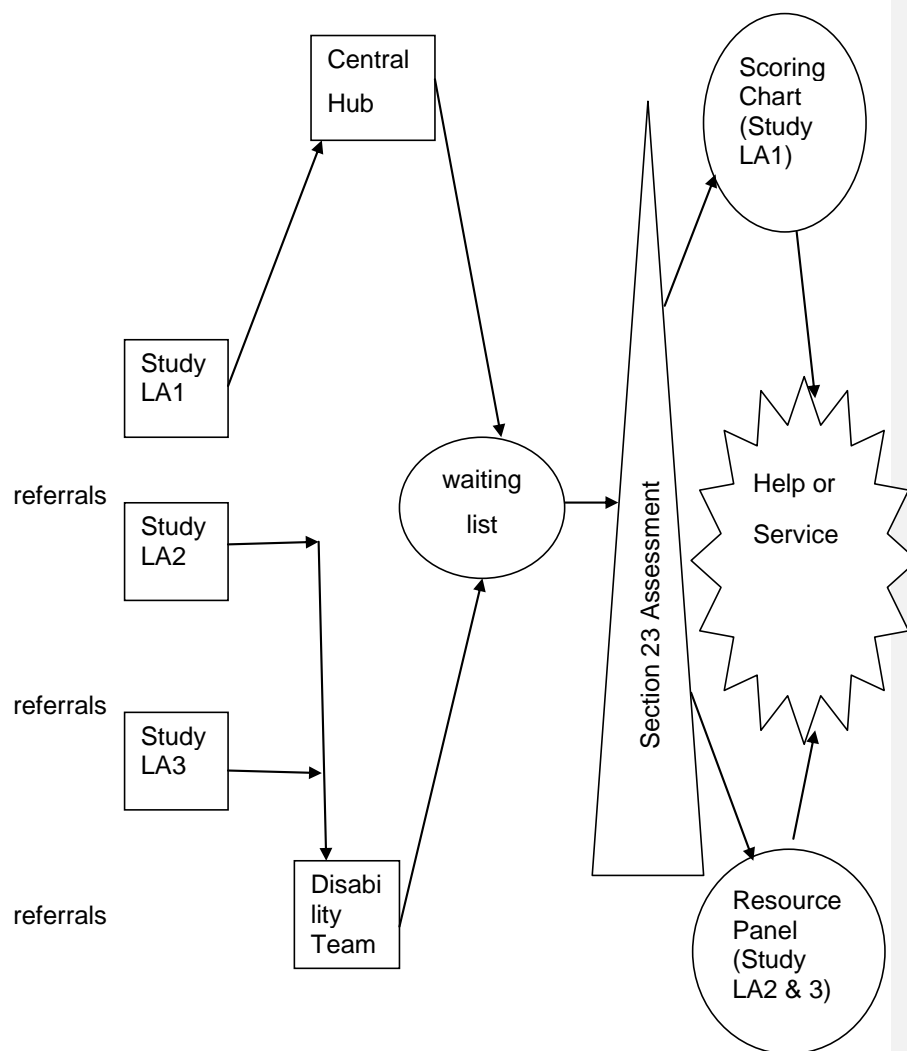 Central
Hub
Scoring
Chart
(Study
LA1)
Study
LA1
referrals
Study
LA2
waiting
list
Section 23 Assessment
Help or
Service
referrals
Study
LA3
referrals
Disabi
lity
Team
Resource
Panel
(Study
LA2 & 3)